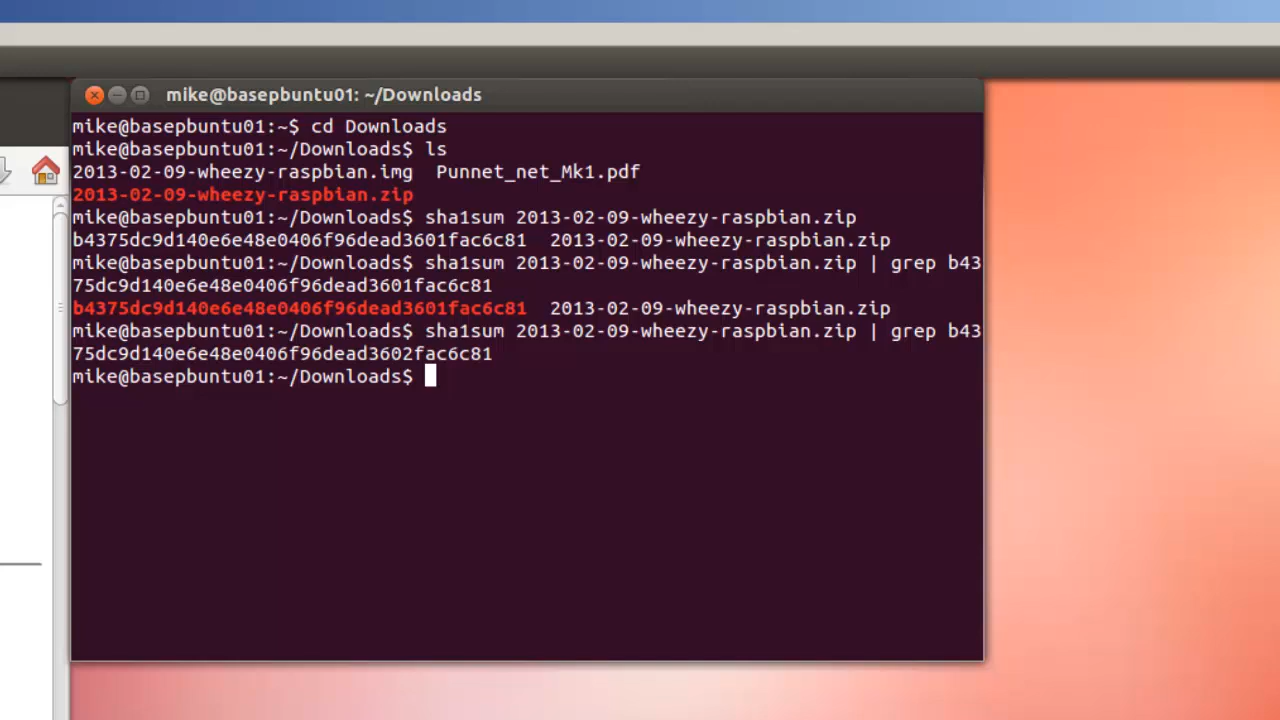 mike@basepbuntu01: ~/Downloads
mike@basepbuntu01:~$ cd Downloads
mike@basepbuntu01:~/Downloads$ ls
2013-02-09-wheezy-raspbian.img  Punnet_net_Mk1.pdf
2013-02-09-wheezy-raspbian.zip
mike@basepbuntu01:~/Downloads$ sha1sum 2013-02-09-wheezy-raspbian.zip
b4375dc9d140e6e48e0406f96dead3601fac6c81  2013-02-09-wheezy-raspbian.zip
mike@basepbuntu01:~/Downloads$ sha1sum 2013-02-09-wheezy-raspbian.zip | grep b43
75dc9d140e6e48e0406f96dead3601fac6c81
b4375dc9d140e6e48e0406f96dead3601fac6c81  2013-02-09-wheezy-raspbian.zip
mike@basepbuntu01:~/Downloads$ sha1sum 2013-02-09-wheezy-raspbian.zip | grep b43
75dc9d140e6e48e0406f96dead3602fac6c81
mike@basepbuntu01:~/Downloads$